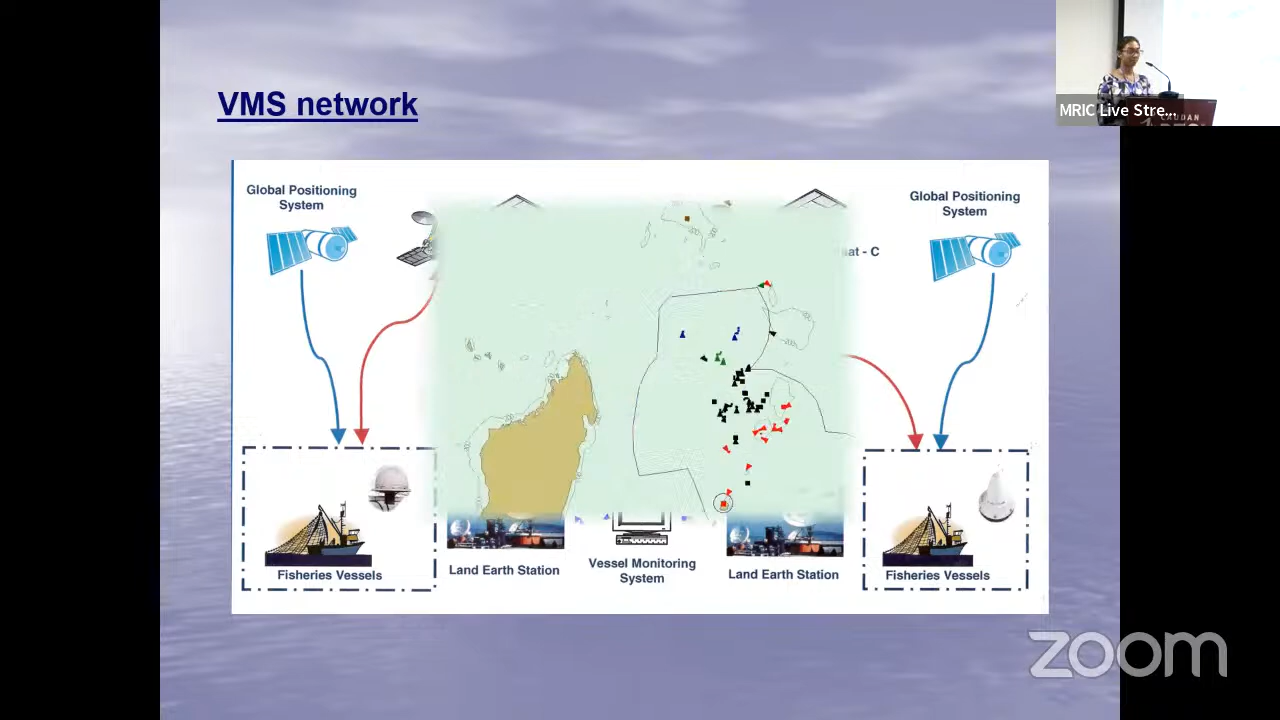 VMS network
MRIC Live Stre...
CAUDAN
Global Positioning
System
Global Positioning
System
at - C
Fisheries Vessels
Land Earth Station
Vessel Monitoring
System
Land Earth Station
Fisheries Vessels
zoom